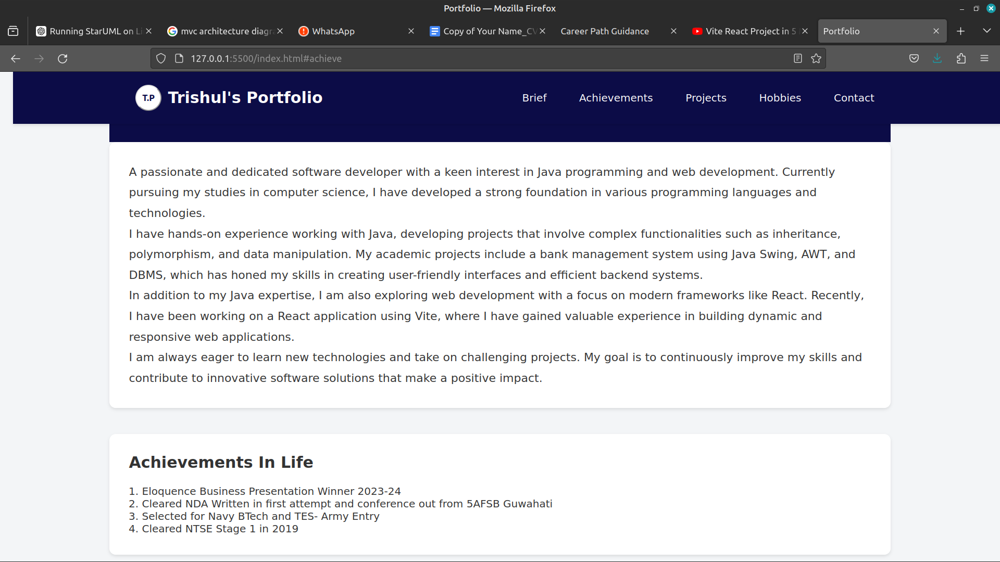 Portfolio — Mozilla Firefox
Running StarUML on Li
mvc architecture diagra
WhatsApp
Copy of Your Name_CV
Career Path Guidance
Vite React Project in 5
Portfolio
127.0.0.1:5500/index.html#achieve
T.P
Trishul's Portfolio
Brief
Achievements
Projects
Hobbies
Contact
A passionate and dedicated software developer with a keen interest in Java programming and web development. Currently
pursuing my studies in computer science, I have developed a strong foundation in various programming languages and
technologies.
I have hands-on experience working with Java, developing projects that involve complex functionalities such as inheritance,
polymorphism, and data manipulation. My academic projects include a bank management system using Java Swing, AWT, and
DBMS, which has honed my skills in creating user-friendly interfaces and efficient backend systems.
In addition to my Java expertise, I am also exploring web development with a focus on modern frameworks like React. Recently,
I have been working on a React application using Vite, where I have gained valuable experience in building dynamic and
responsive web applications.
I am always eager to learn new technologies and take on challenging projects. My goal is to continuously improve my skills and
contribute to innovative software solutions that make a positive impact.
Achievements In Life
1. Eloquence Business Presentation Winner 2023-24
2. Cleared NDA Written in first attempt and conference out from 5AFSB Guwahati
3. Selected for Navy BTech and TES- Army Entry
4. Cleared NTSE Stage 1 in 2019